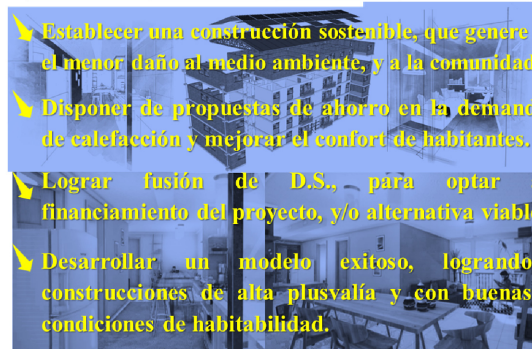 Establecer una construcción sostenible, que genere
el menor daño al medio ambiente, y a la comunidad
Disponer de propuestas de ahorro en la demand
de calefacción y mejorar el confort de habitantes.
Lograr fusión de D.S., para optar
financiamiento del proyecto, y/o alternativa viabl
Desarrollar un modelo exitoso, logrando
construcciones de alta plusvalía y con buenas
condiciones de habitabilidad.